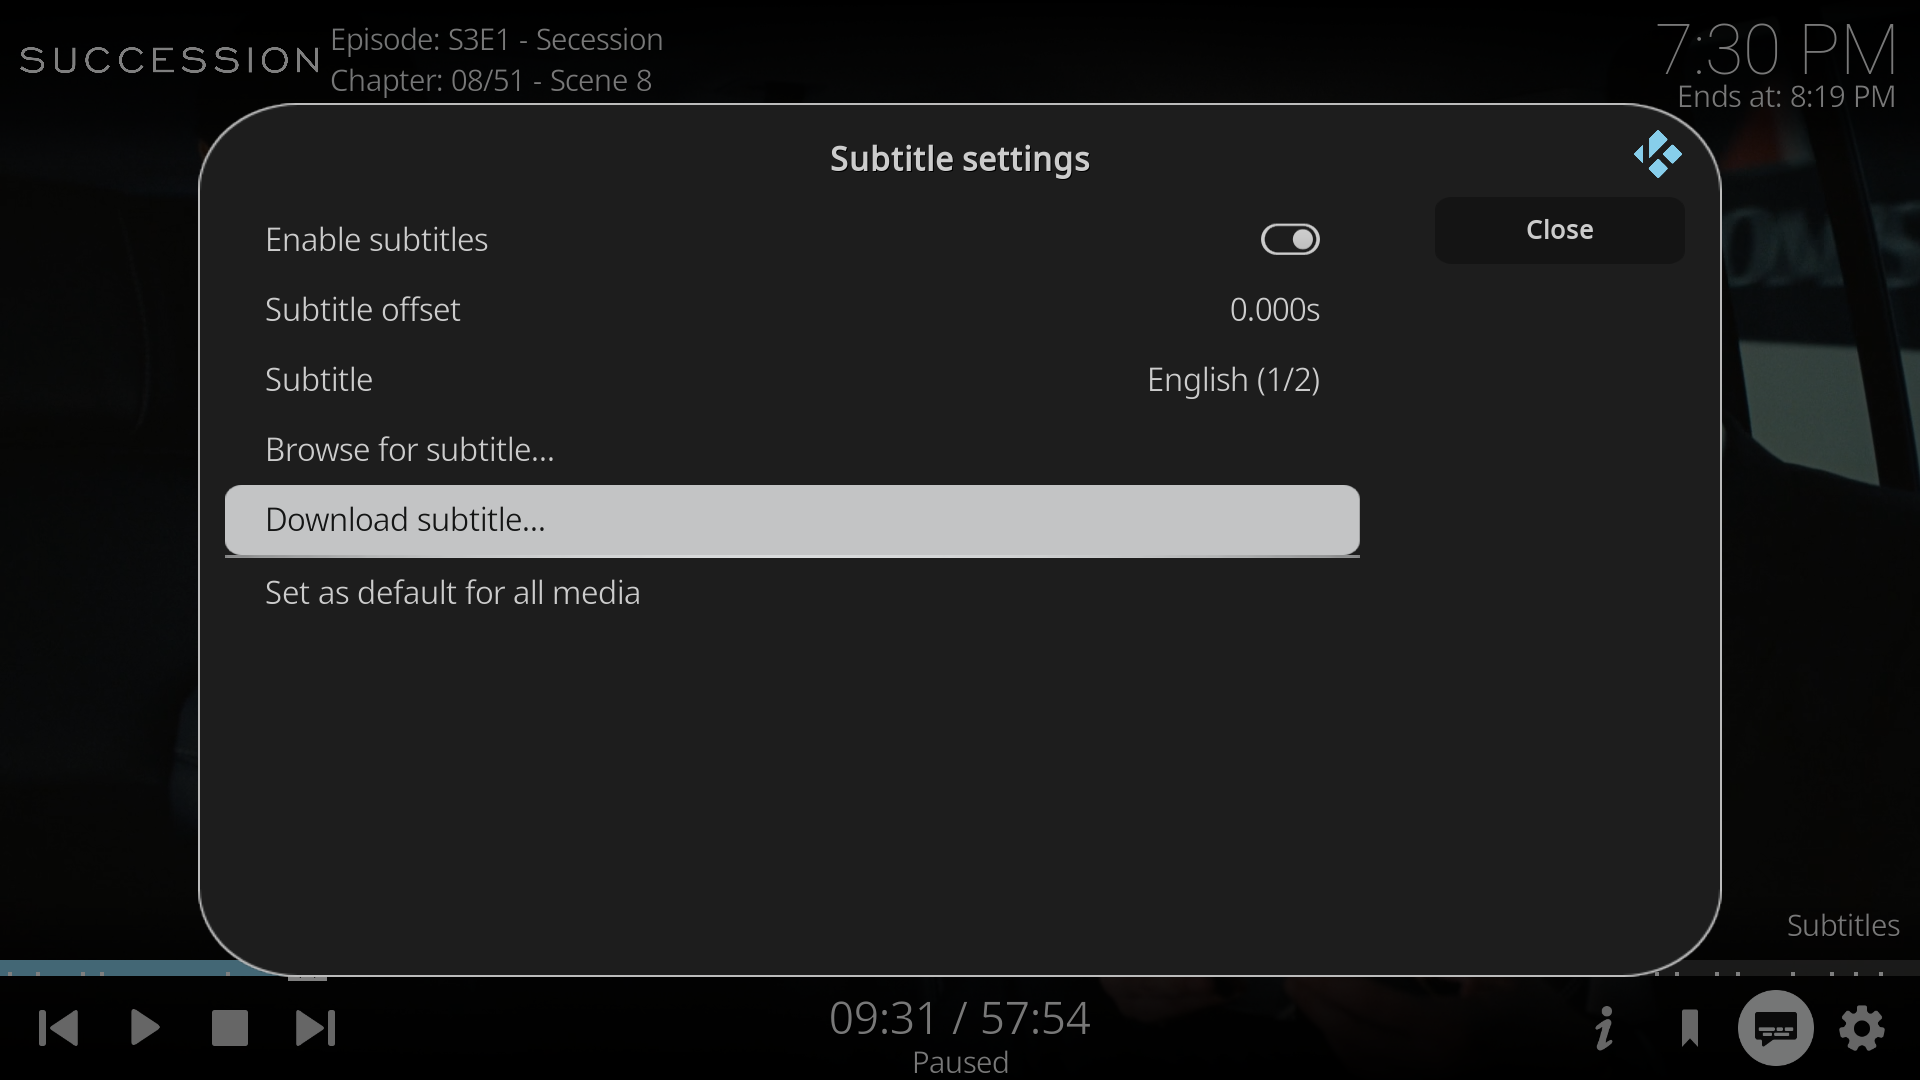 SUCCESSION
Episode: S3E1 - Secession
Chapter: 08/51 - Scene 8
7:30 PM
Ends at: 8:19 PM
Subtitle settings
Close
Enable subtitles
Subtitle offset 0.000s
Subtitle English (1/2)
Browse for subtitle...
Download subtitle...
Set as default for all media
Subtitles
09:31 / 57:54
Paused